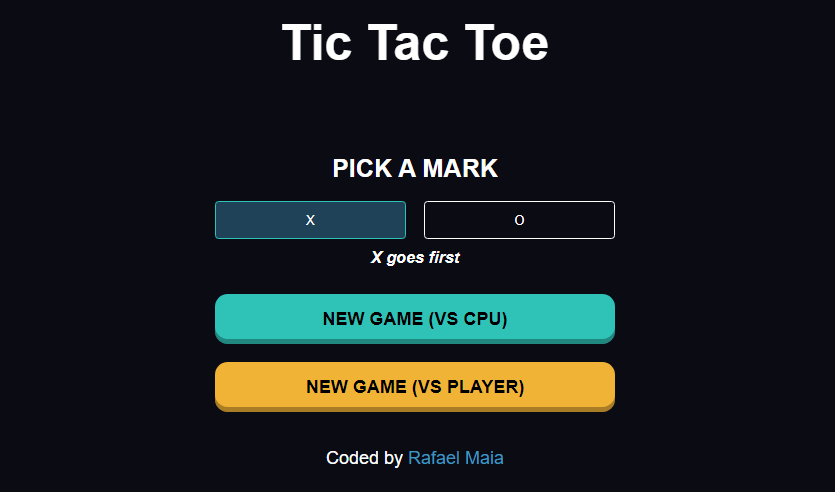 Tic Tac Toe
PICK A MARK
X O
X goes first
NEW GAME (VS CPU)
NEW GAME (VS PLAYER)
Coded by Rafael Maia